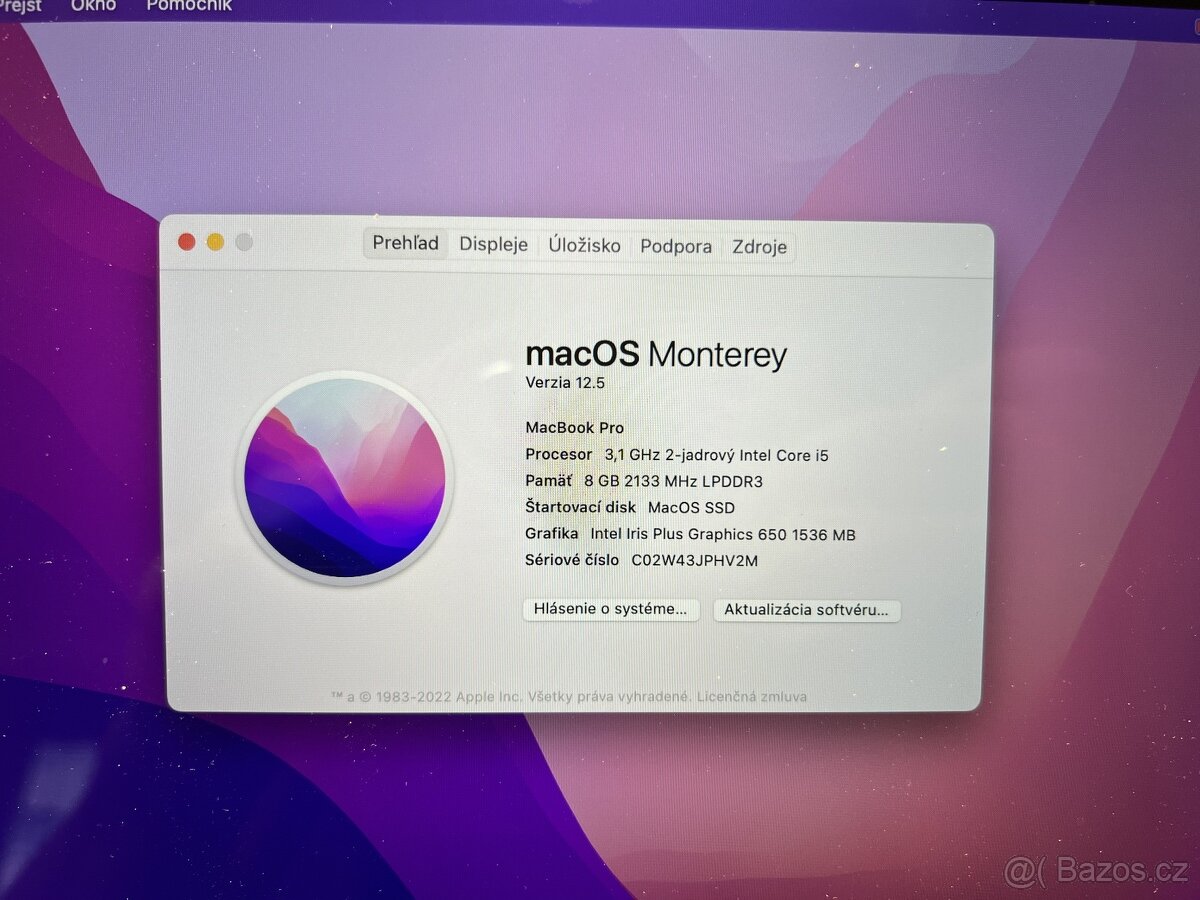 Prejsť Okno Pomocník
Prehľad Displeje Úložisko Podpora Zdroje
macOS Monterey
Verzia 12.5
MacBook Pro
Procesor 3,1 GHz 2-jadrový Intel Core i5
Pamäť 8 GB 2133 MHz LPDDR3
Štartovací disk MacOS SSD
Grafika Intel Iris Plus Graphics 650 1536 MB
Sériové číslo C02W43JPHV2M
Hlásenie o systéme... Aktualizácia softvéru...
™ a © 1983-2022 Apple Inc. Všetky práva vyhradené. Licenčná zmluva
@( Bazos.cz